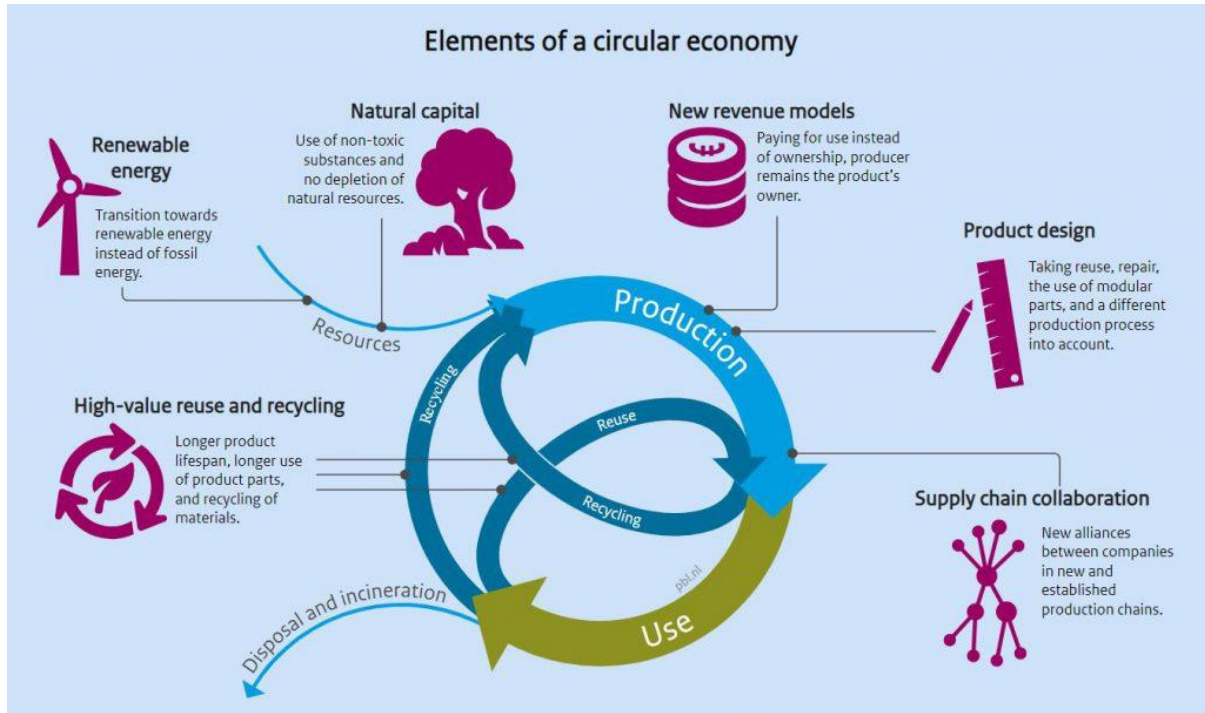 Elements of a circular economy
Renewable
energy
Transition towards
renewable energy
instead of fossil
energy.
Natural capital
Use of non-toxic
substances and
no depletion of
natural resources.
New revenue models
Paying for use instead
of ownership, producer
remains the product's
owner.
Product design
Taking reuse, repair,
the use of modular
parts, and a different
production process
into account.
Resources
Production
High-value reuse and recycling
Longer product
lifespan, longer use
of product parts,
and recycling of
materials.
Recycling
Reuse
Recycling
Supply chain collaboration
New alliances
between companies
in new and
established
production chains.
pbl.nl
Use
Disposal and incineration